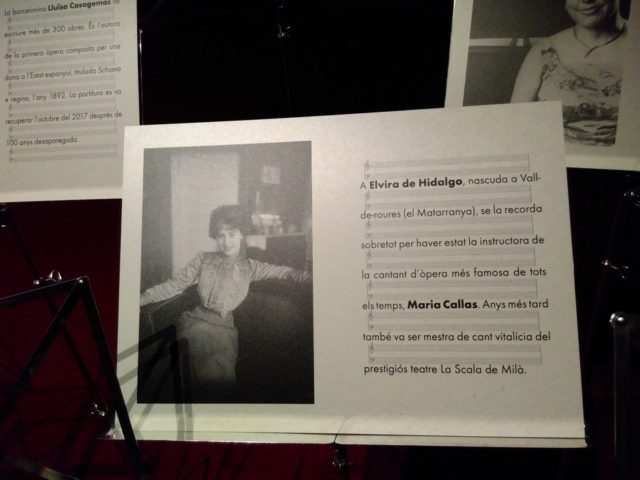 La barcelonina Lluïsa Casagemas va
escriure més de 300 obres. És l'autora
de la primera òpera composta per una
dona a l'Estat espanyol, titulada Schiava
e regina, l'any 1892. La partitura es va
recuperar l'octubre del 2017 després de
100 anys desapareguda.
A Elvira de Hidalgo, nascuda a Vall-
de-roures (el Matarranya), se la recorda
sobretot per haver estat la instructora de
la cantant d'òpera més famosa de tots
els temps, Maria Callas. Anys més tard
també va ser mestra de cant vitalícia del
prestigiós teatre La Scala de Milà.